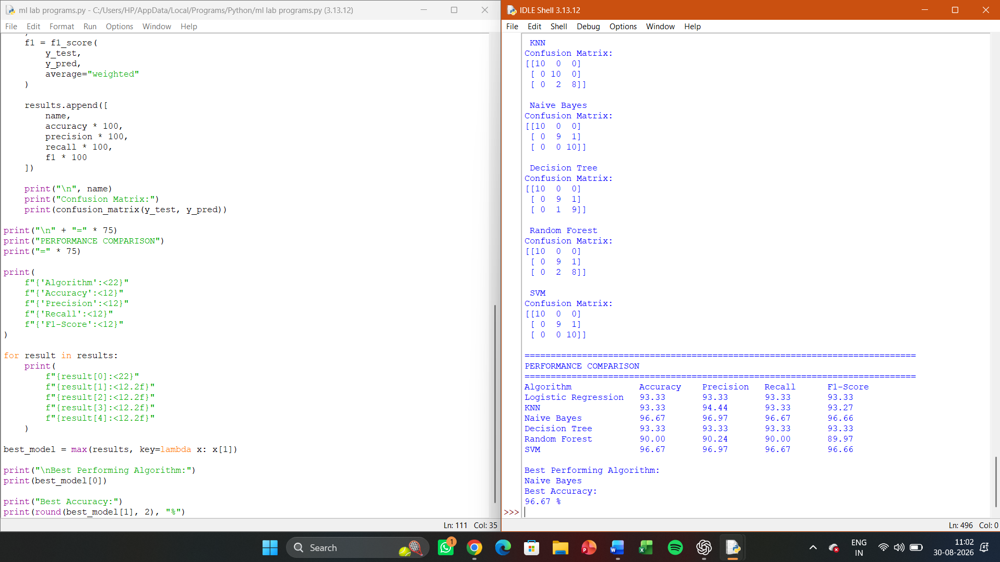 ml lab programs.py - C:/Users/HP/AppData/Local/Programs/Python/ml lab programs.py (3.13.12)
File Edit Format Run Options Window Help
    f1 = f1_score(
        y_test,
        y_pred,
        average="weighted"
    )

    results.append([
        name,
        accuracy * 100,
        precision * 100,
        recall * 100,
        f1 * 100
    ])

    print("\n", name)
    print("Confusion Matrix:")
    print(confusion_matrix(y_test, y_pred))

print("\n" + "=" * 75)
print("PERFORMANCE COMPARISON")
print("=" * 75)

print(
    f"{'Algorithm':<22}"
    f"{'Accuracy':<12}"
    f"{'Precision':<12}"
    f"{'Recall':<12}"
    f"{'F1-Score':<12}"
)

for result in results:
    print(
        f"{result[0]:<22}"
        f"{result[1]:<12.2f}"
        f"{result[2]:<12.2f}"
        f"{result[3]:<12.2f}"
        f"{result[4]:<12.2f}"
    )

best_model = max(results, key=lambda x: x[1])

print("\nBest Performing Algorithm:")
print(best_model[0])

print("Best Accuracy:")
print(round(best_model[1], 2), "%")
Ln: 111 Col: 35
IDLE Shell 3.13.12
File Edit Shell Debug Options Window Help
 KNN
Confusion Matrix:
[[10  0  0]
 [ 0 10  0]
 [ 0  2  8]]

 Naive Bayes
Confusion Matrix:
[[10  0  0]
 [ 0  9  1]
 [ 0  0 10]]

 Decision Tree
Confusion Matrix:
[[10  0  0]
 [ 0  9  1]
 [ 0  1  9]]

 Random Forest
Confusion Matrix:
[[10  0  0]
 [ 0  9  1]
 [ 0  2  8]]

 SVM
Confusion Matrix:
[[10  0  0]
 [ 0  9  1]
 [ 0  0 10]]

===========================================================================
PERFORMANCE COMPARISON
===========================================================================
Algorithm             Accuracy    Precision   Recall      F1-Score
Logistic Regression   93.33       93.33       93.33       93.33
KNN                   93.33       94.44       93.33       93.27
Naive Bayes           96.67       96.97       96.67       96.66
Decision Tree         93.33       93.33       93.33       93.33
Random Forest         90.00       90.24       90.00       89.97
SVM                   96.67       96.97       96.67       96.66

Best Performing Algorithm:
Naive Bayes
Best Accuracy:
96.67 %
>>>
Ln: 496 Col: 0
Search
1
ENG
IN
11:02
30-08-2026